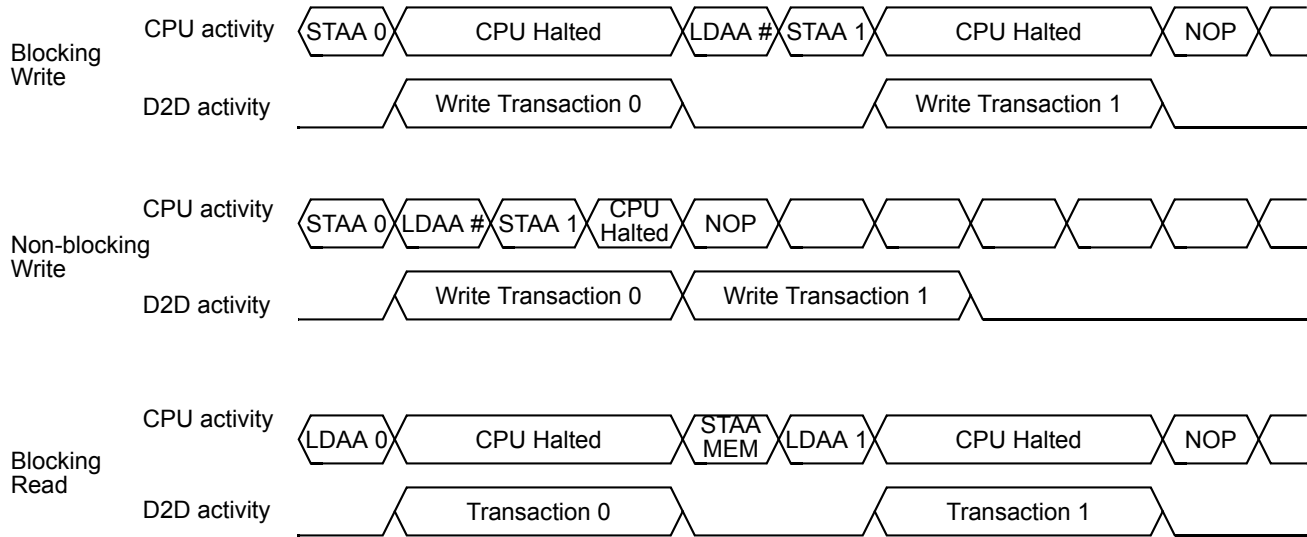 Blocking
Write
CPU activity
STAA 0
CPU Halted
LDAA #
STAA 1
CPU Halted
NOP
D2D activity
Write Transaction 0
Write Transaction 1
Non-blocking
Write
CPU activity
STAA 0
LDAA #
STAA 1
CPU
Halted
NOP
D2D activity
Write Transaction 0
Write Transaction 1
Blocking
Read
CPU activity
LDAA 0
CPU Halted
STAA
MEM
LDAA 1
CPU Halted
NOP
D2D activity
Transaction 0
Transaction 1